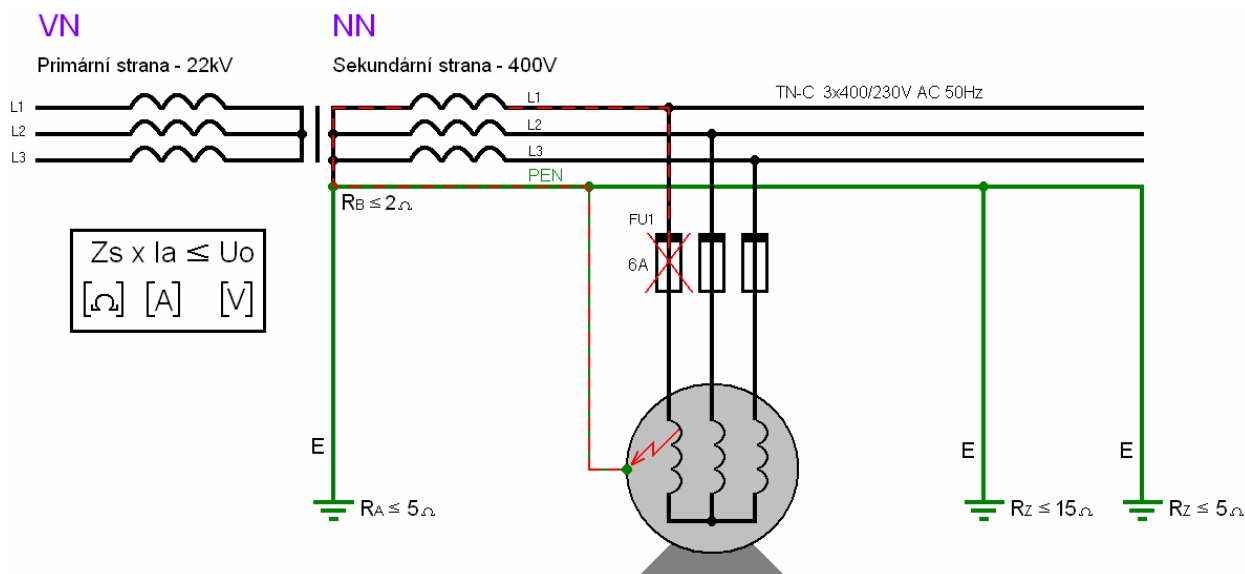 VN
NN
Primární strana - 22kV
Sekundární strana - 400V
L1
L1
TN-C 3x400/230V AC 50Hz
L2
L2
L3
L3
PEN
RB ≤ 2Ω
FU1
6A
Zs x Ia ≤ Uo
[Ω] [A] [V]
E
E
E
RA ≤ 5Ω
RZ ≤ 15Ω
RZ ≤ 5Ω